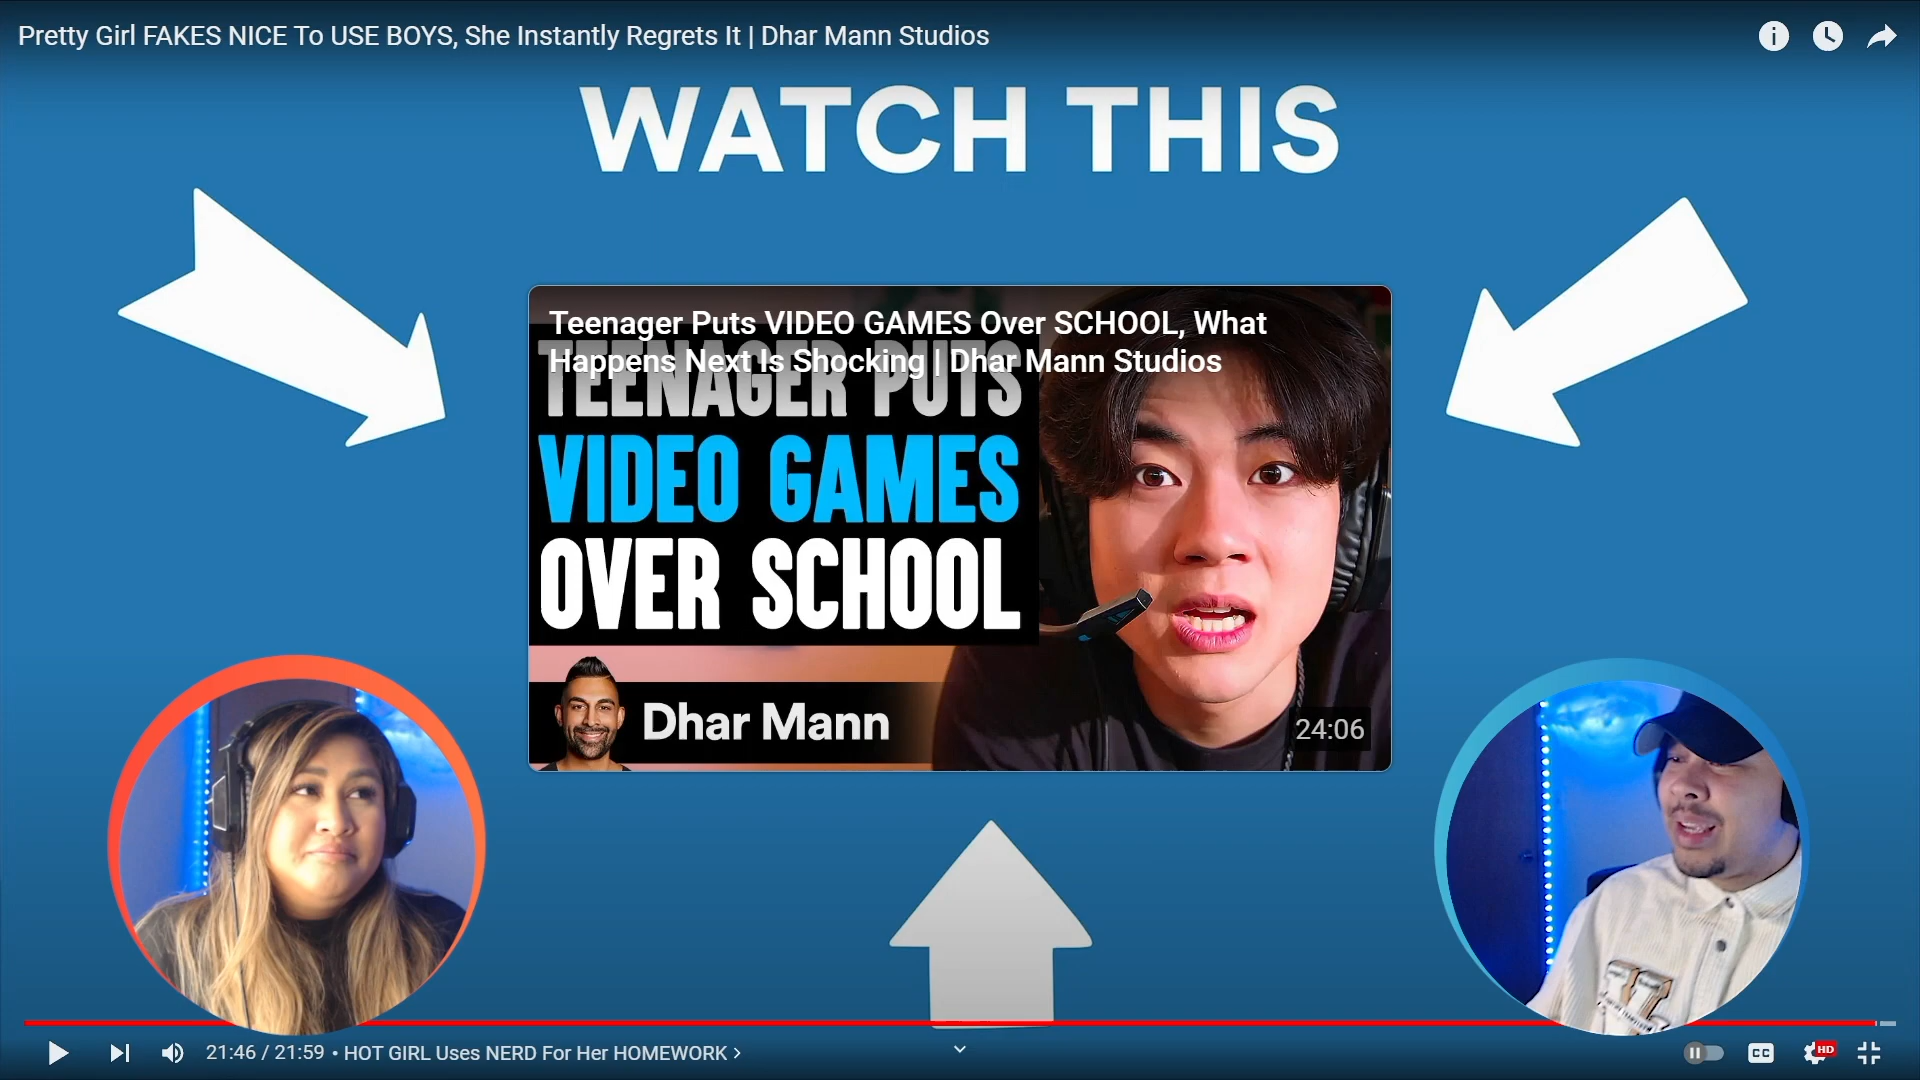 Pretty Girl FAKES NICE To USE BOYS, She Instantly Regrets It | Dhar Mann Studios
WATCH THIS
Teenager Puts VIDEO GAMES Over SCHOOL, What
Happens Next Is Shocking | Dhar Mann Studios
TEENAGER PUTS
VIDEO GAMES
OVER SCHOOL
Dhar Mann
24:06
21:46 / 21:59 • HOT GIRL Uses NERD For Her HOMEWORK >
CC
HD